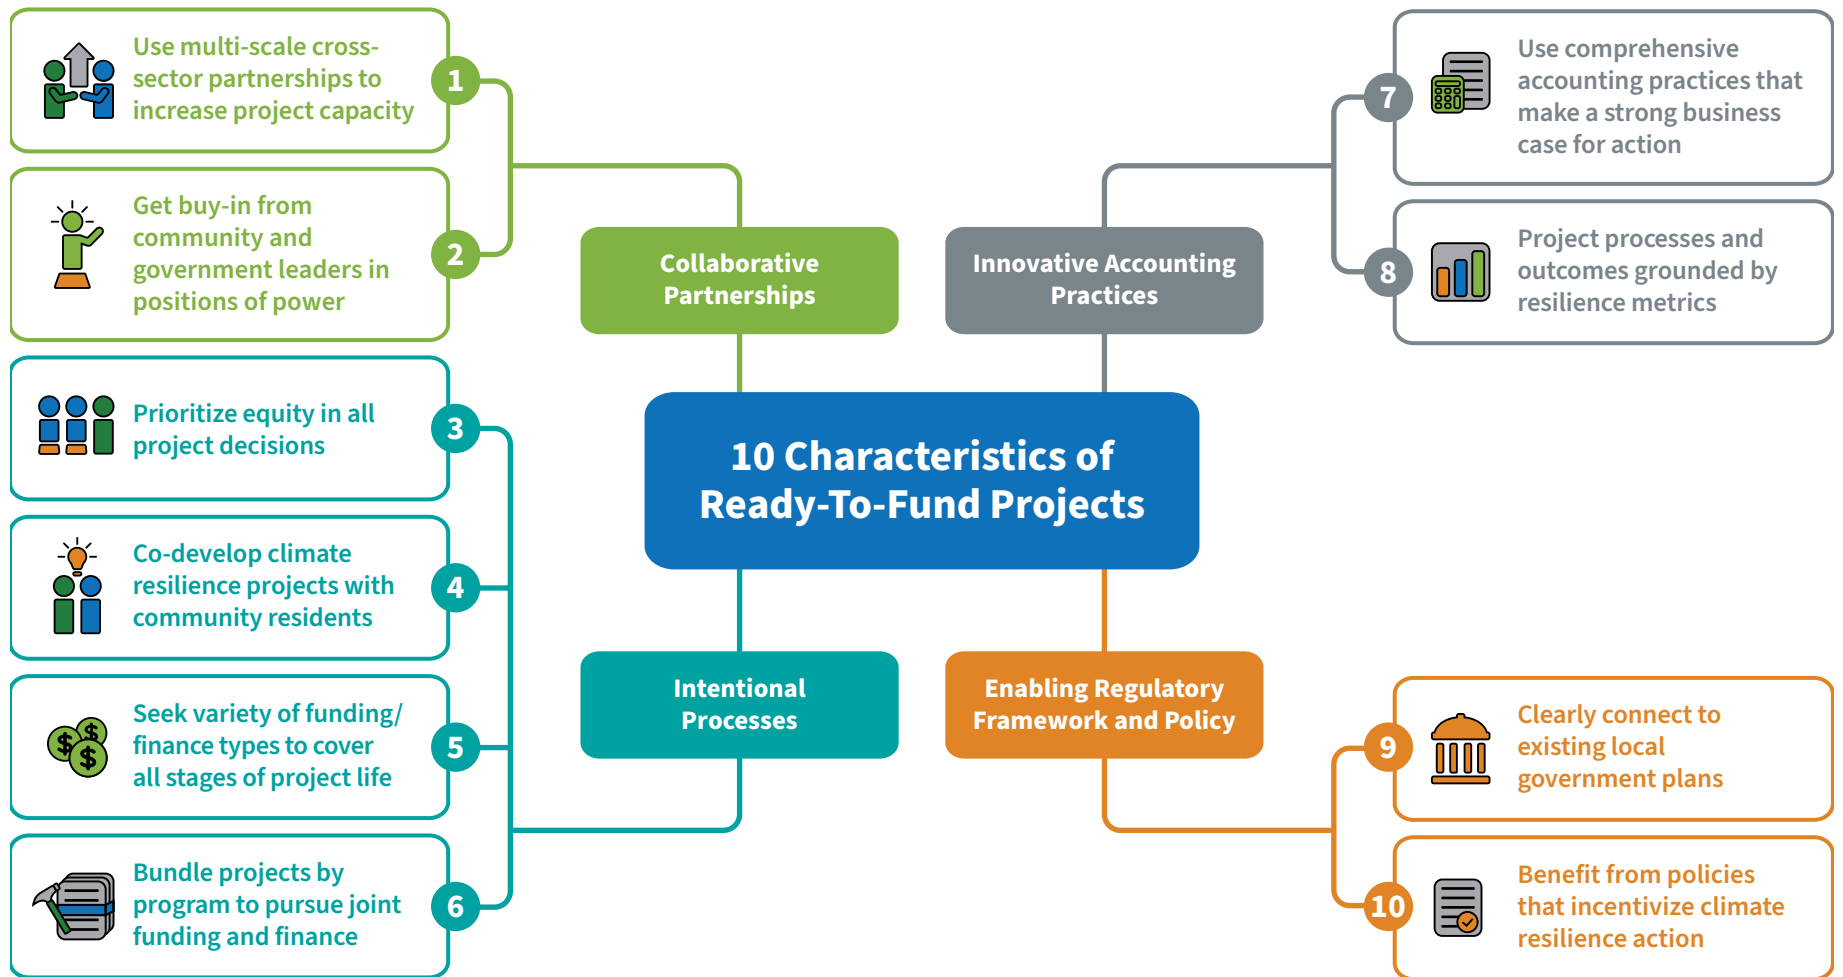 10 Characteristics of
Ready-To-Fund Projects
Collaborative
Partnerships
1
Use multi-scale cross-
sector partnerships to
increase project capacity
2
Get buy-in from
community and
government leaders in
positions of power
Intentional
Processes
3
Prioritize equity in all
project decisions
4
Co-develop climate
resilience projects with
community residents
5
Seek variety of funding/
finance types to cover
all stages of project life
$
$
$
6
Bundle projects by
program to pursue joint
funding and finance
Innovative Accounting
Practices
7
Use comprehensive
accounting practices that
make a strong business
case for action
8
Project processes and
outcomes grounded by
resilience metrics
Enabling Regulatory
Framework and Policy
9
Clearly connect to
existing local
government plans
10
Benefit from policies
that incentivize climate
resilience action